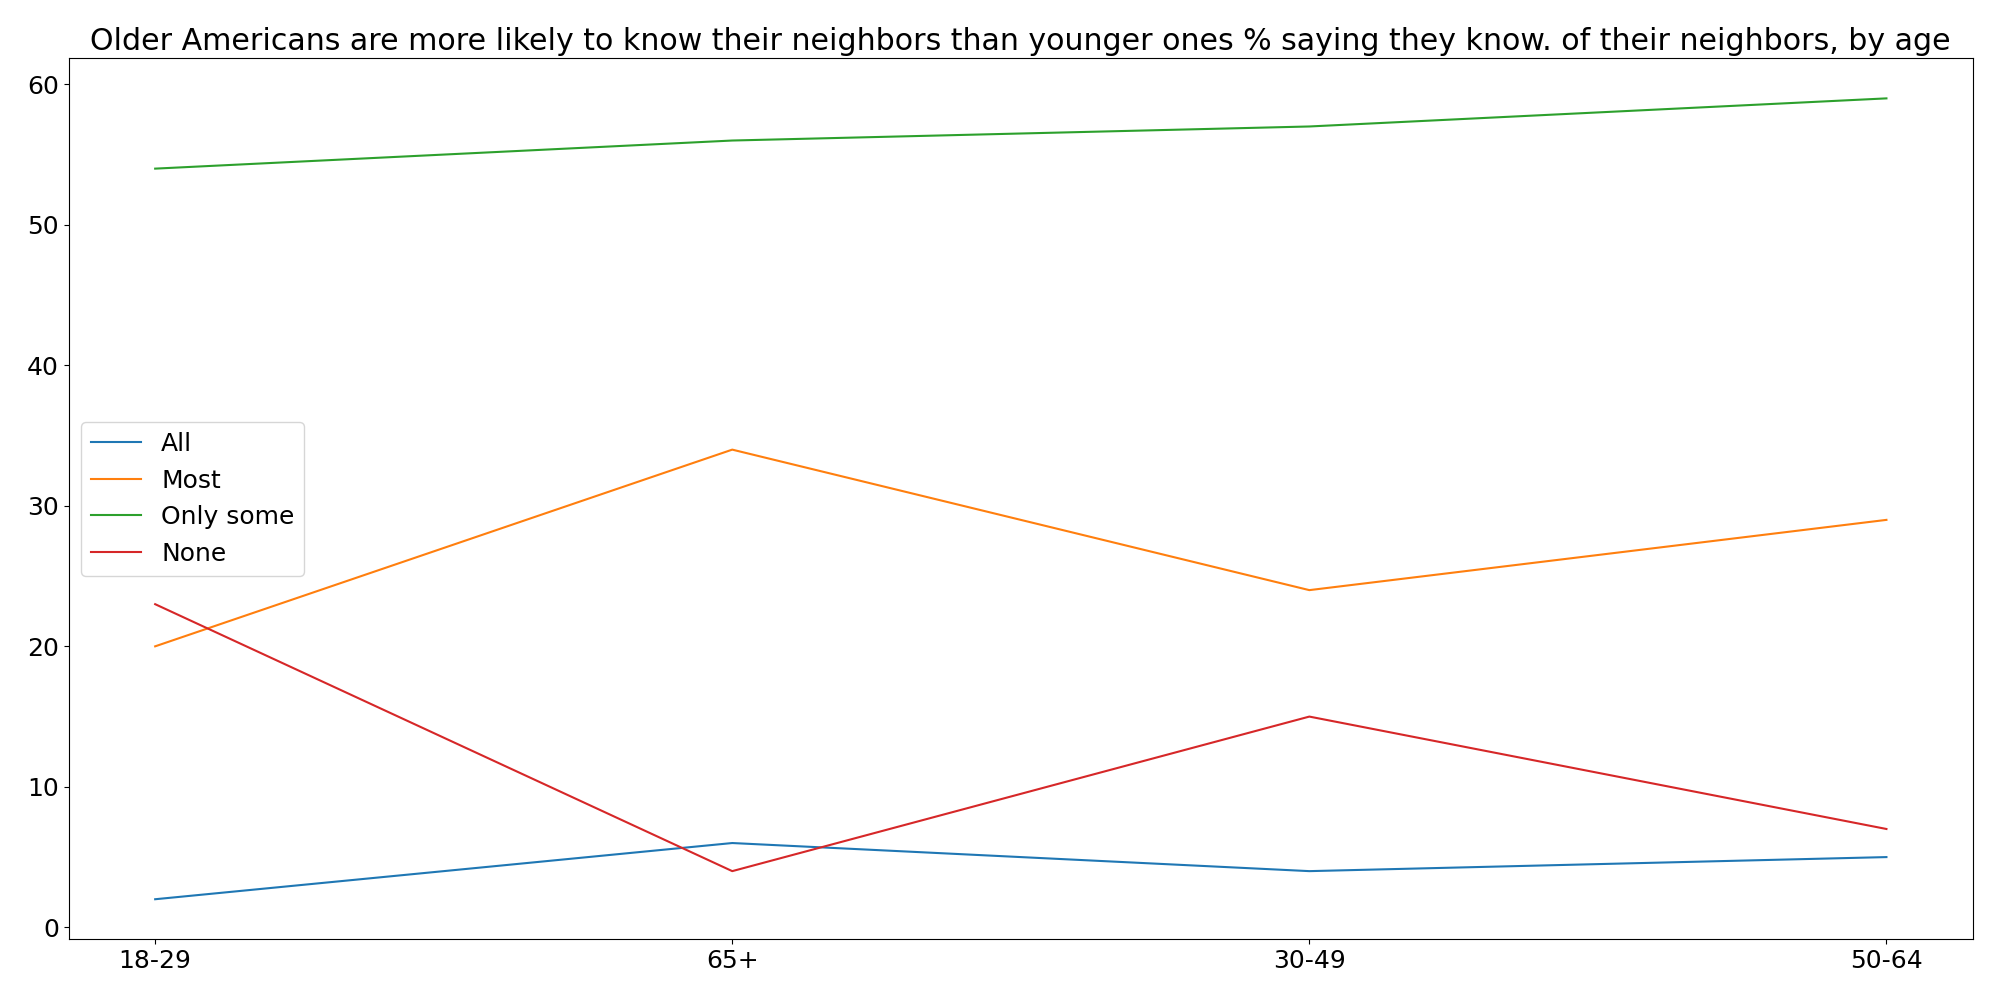 Older Americans are more likely to know their neighbors than younger ones % saying they know. of their neighbors, by age
60
50
40
30
20
10
0
All
Most
Only some
None
18-29
65+
30-49
50-64